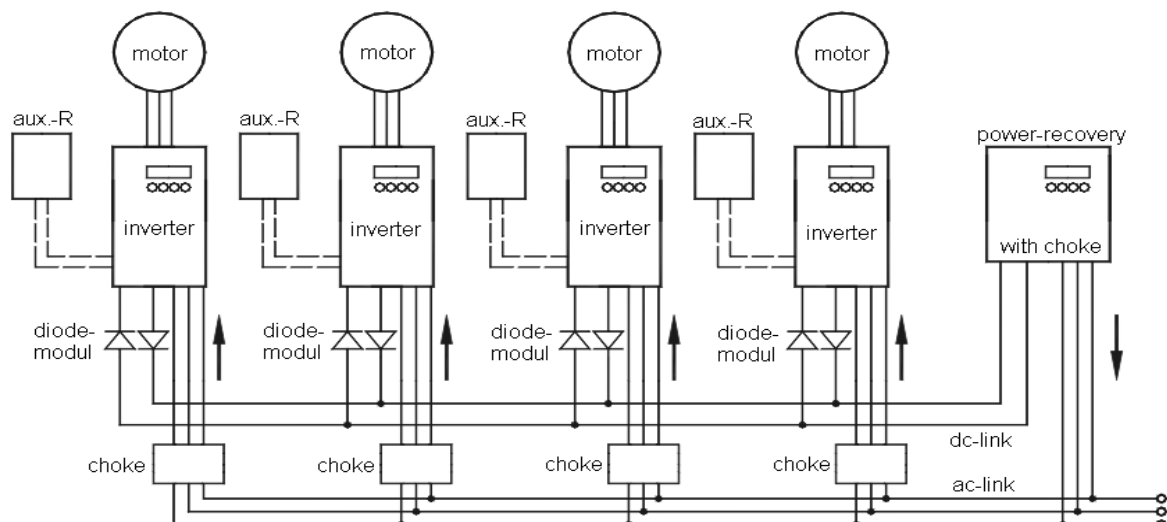 motor
motor
motor
motor
aux.-R
aux.-R
aux.-R
aux.-R
power-recovery
inverter
inverter
inverter
inverter
with choke
diode-
modul
diode-
modul
diode-
modul
diode-
modul
dc-link
choke
choke
choke
choke
ac-link